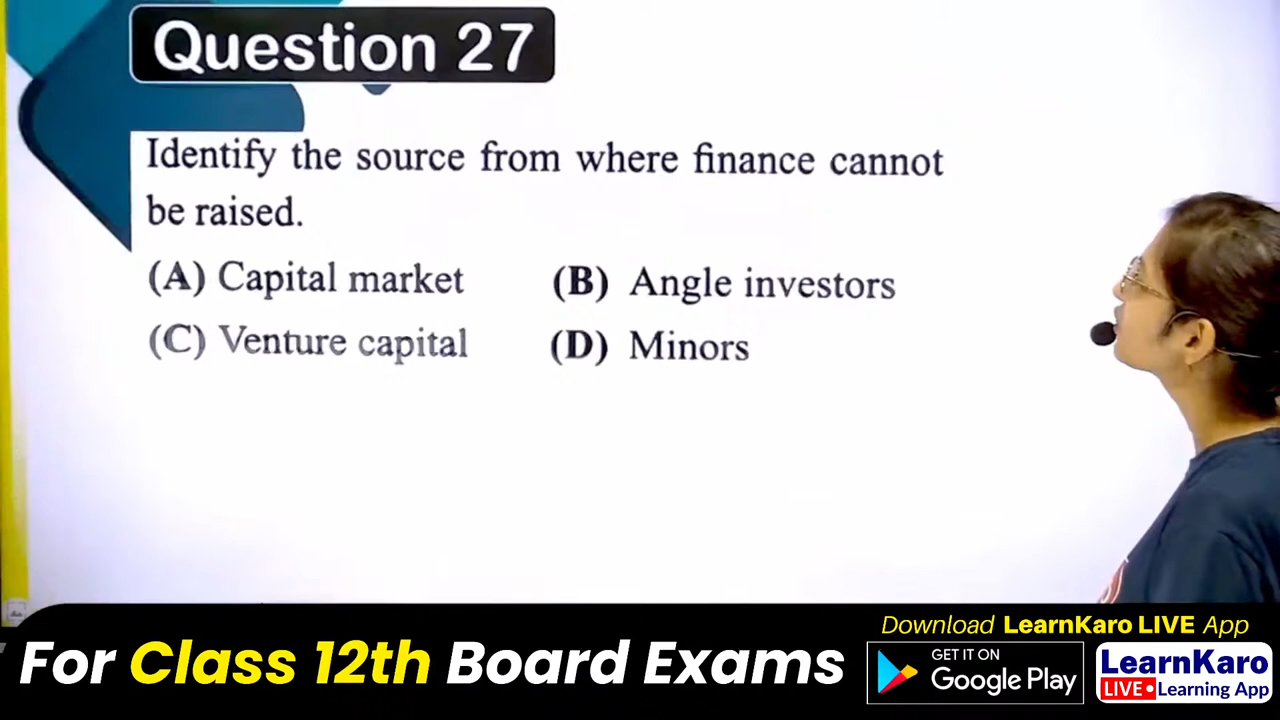 Question 27
Identify the source from where finance cannot
be raised.
(A) Capital market (B) Angle investors
(C) Venture capital (D) Minors
For Class 12th Board Exams
Download LearnKaro LIVE App
GET IT ON
Google Play
LearnKaro
LIVE Learning App